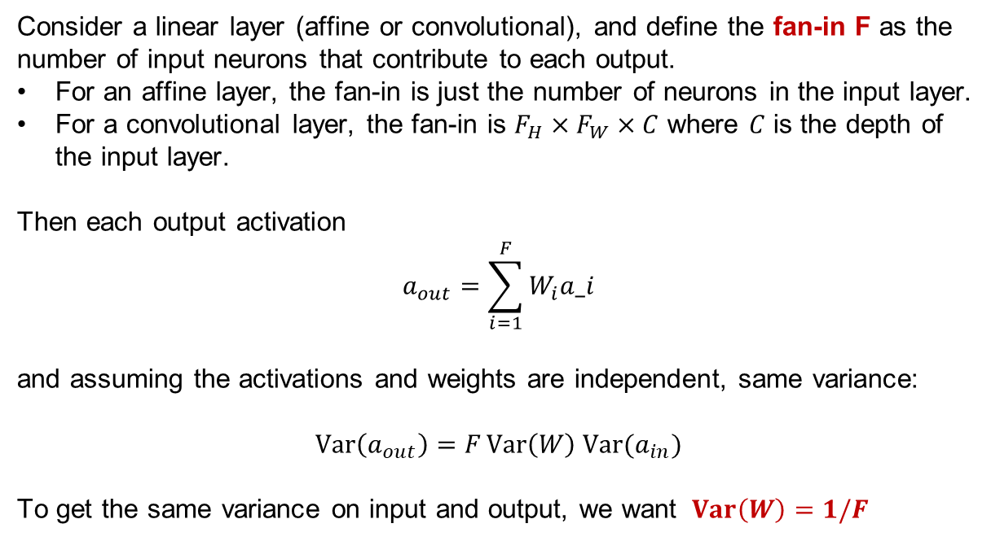 Consider a linear layer (affine or convolutional), and define the fan-in F as the
number of input neurons that contribute to each output.
• For an affine layer, the fan-in is just the number of neurons in the input layer.
• For a convolutional layer, the fan-in is $F_H \times F_W \times C$ where $C$ is the depth of
the input layer.
Then each output activation
$a_{out} = \sum_{i=1}^{F} W_i a\_i$
and assuming the activations and weights are independent, same variance:
$\mathrm{Var}(a_{out}) = F\,\mathrm{Var}(W)\,\mathrm{Var}(a_{in})$
To get the same variance on input and output, we want $\mathbf{Var}(W) = 1/F$